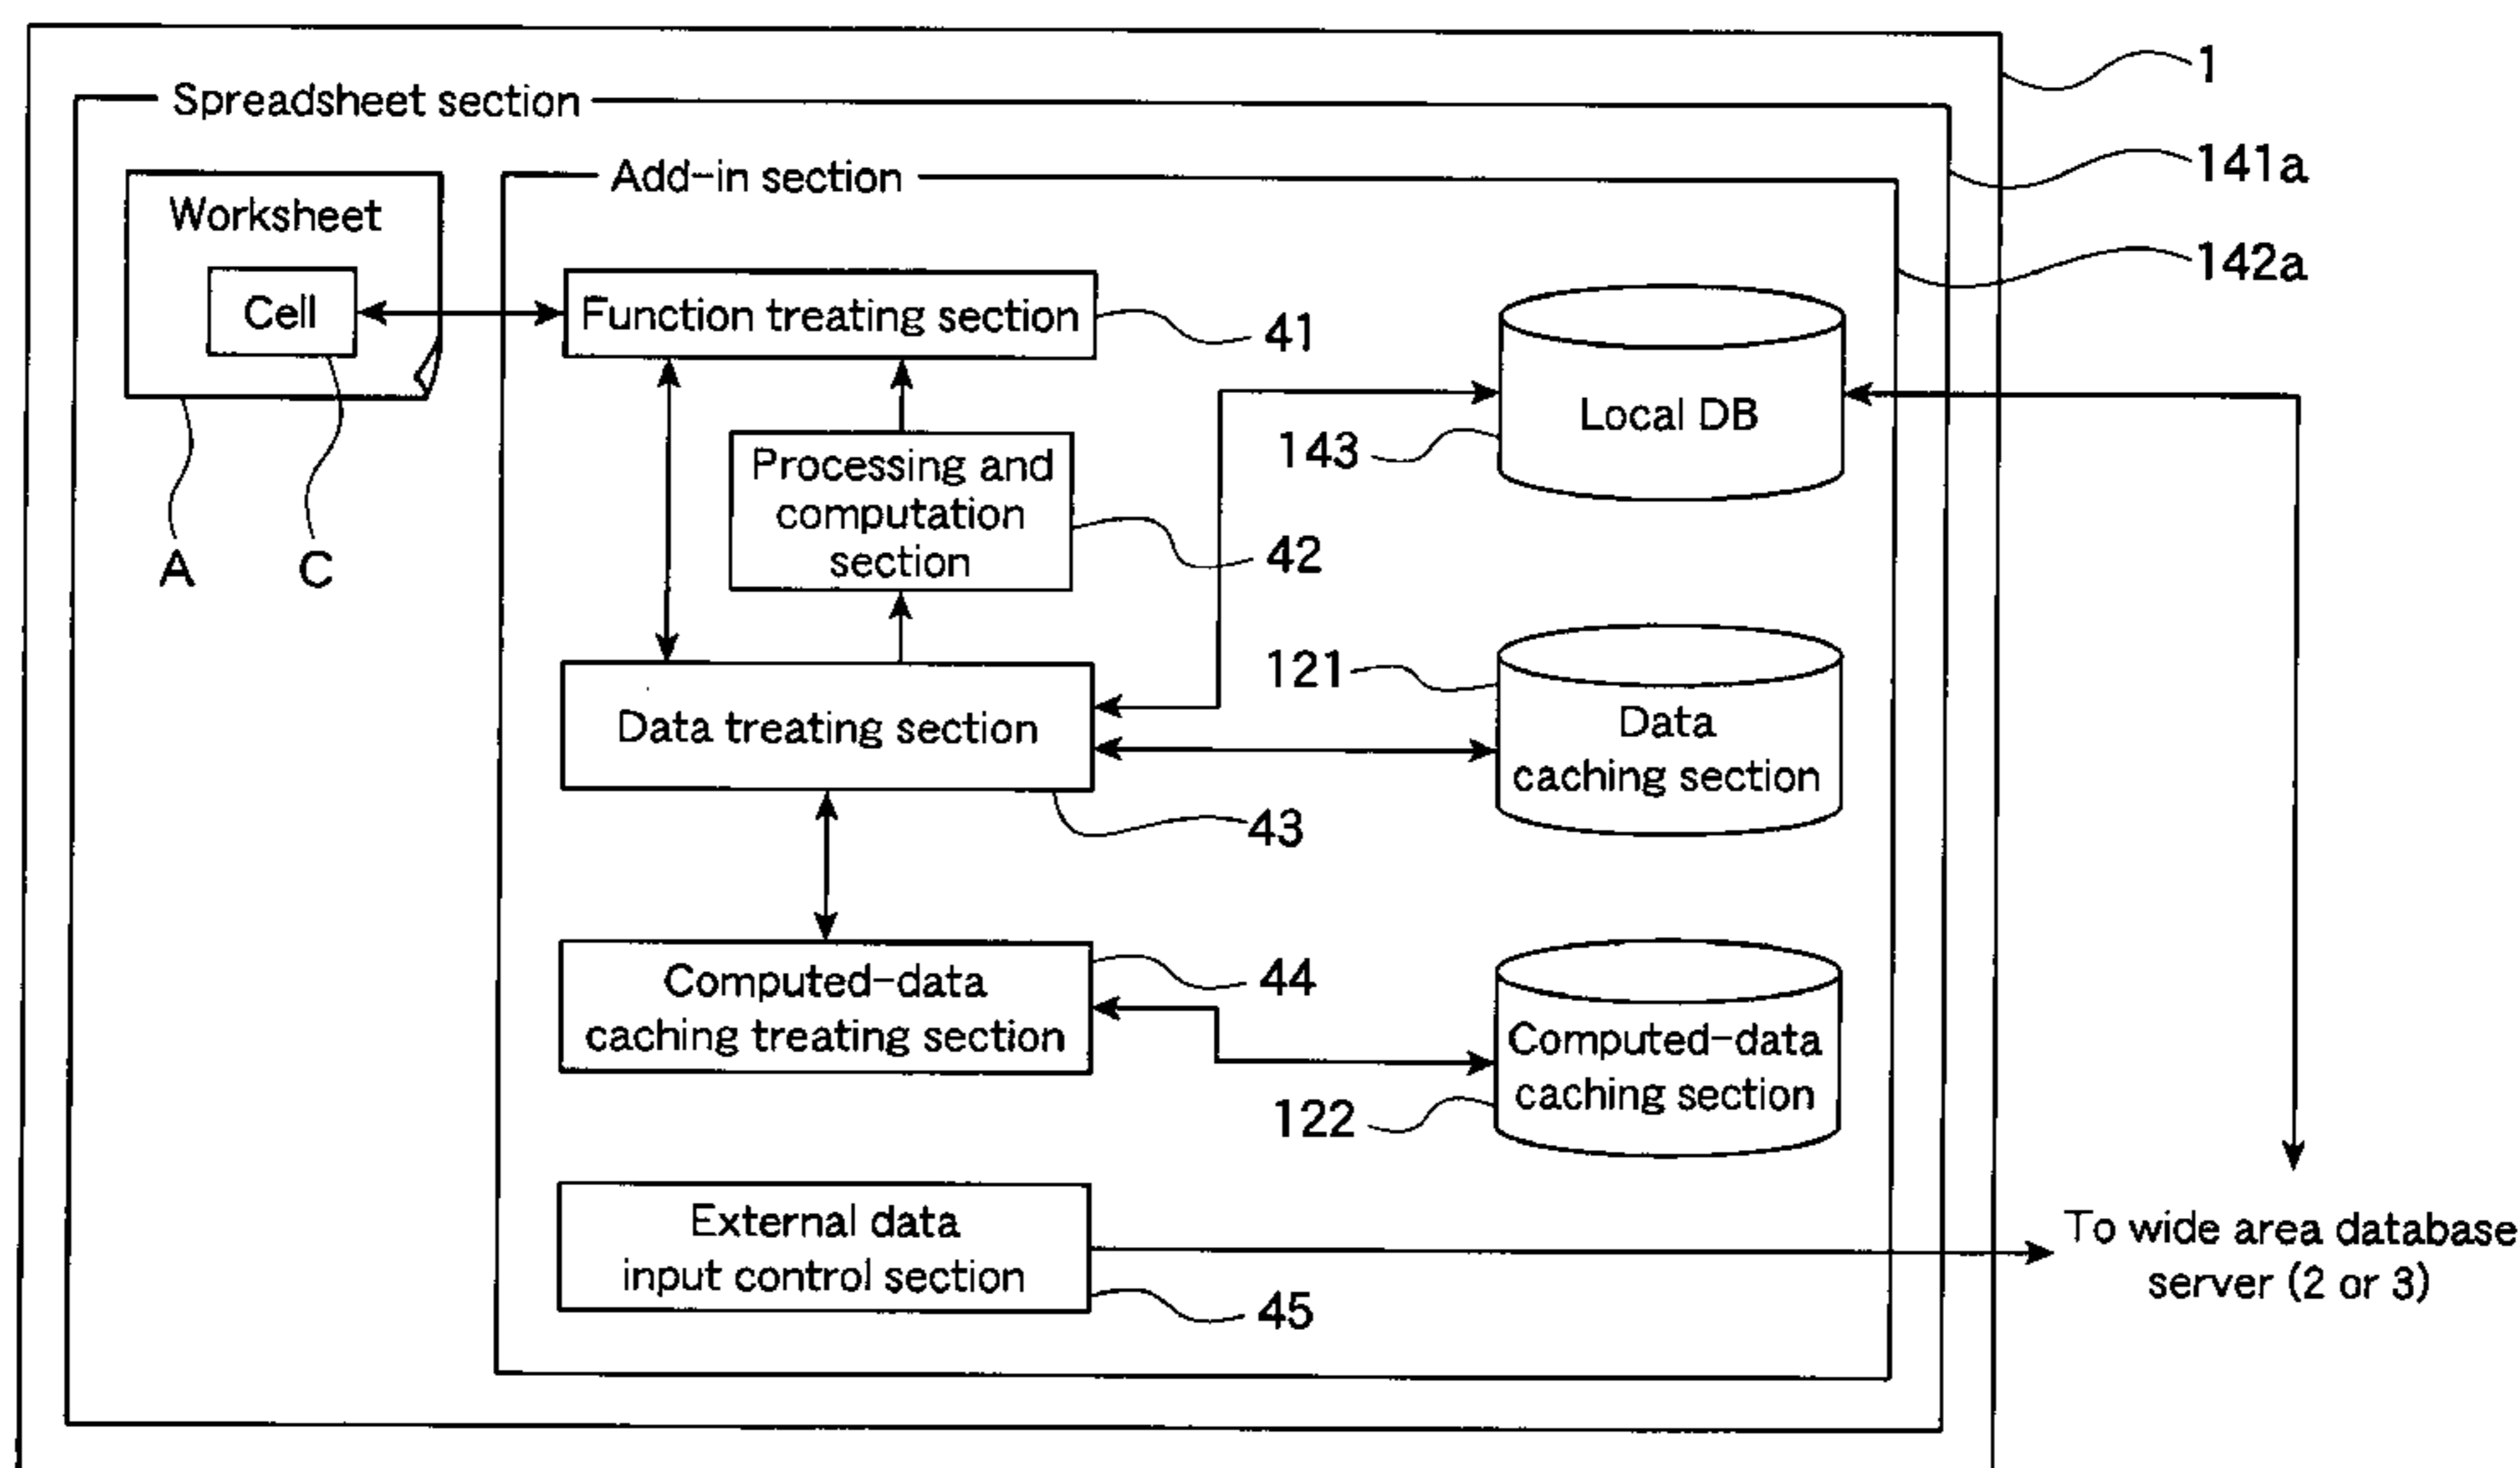 1
Spreadsheet section
141a
Add-in section
142a
Worksheet
Cell
Function treating section
41
Local DB
143
Processing and
computation
section
42
A
C
121
Data
caching section
Data treating section
43
Computed-data
caching treating section
44
Computed-data
caching section
122
External data
input control section
45
To wide area database
server (2 or 3)